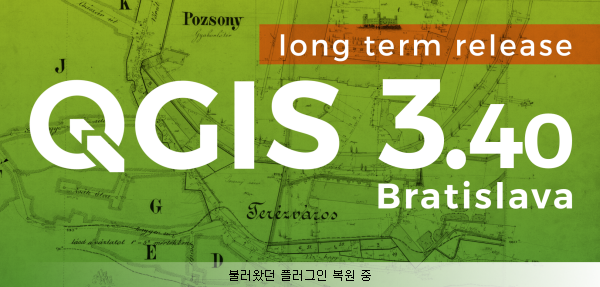 K
Pozsony
long term release
J
QGIS 3.40
Bratislava
G
Terézváros
E
D
불러왔던 플러그인 복원 중